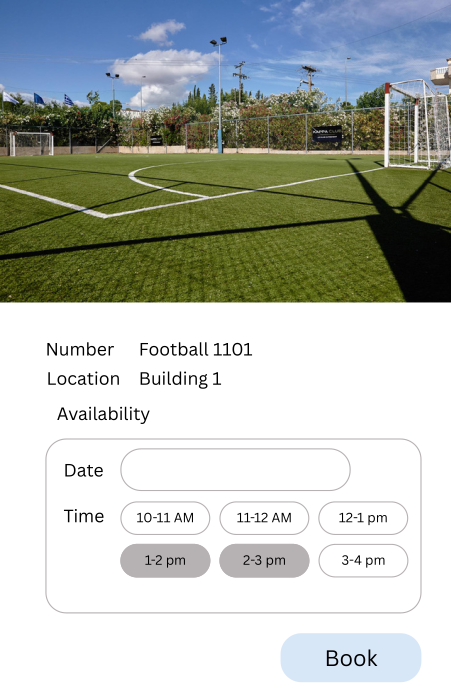 Number Football 1101
Location Building 1
Availability
Date
Time 10-11 AM 11-12 AM 12-1 pm
1-2 pm 2-3 pm 3-4 pm
Book